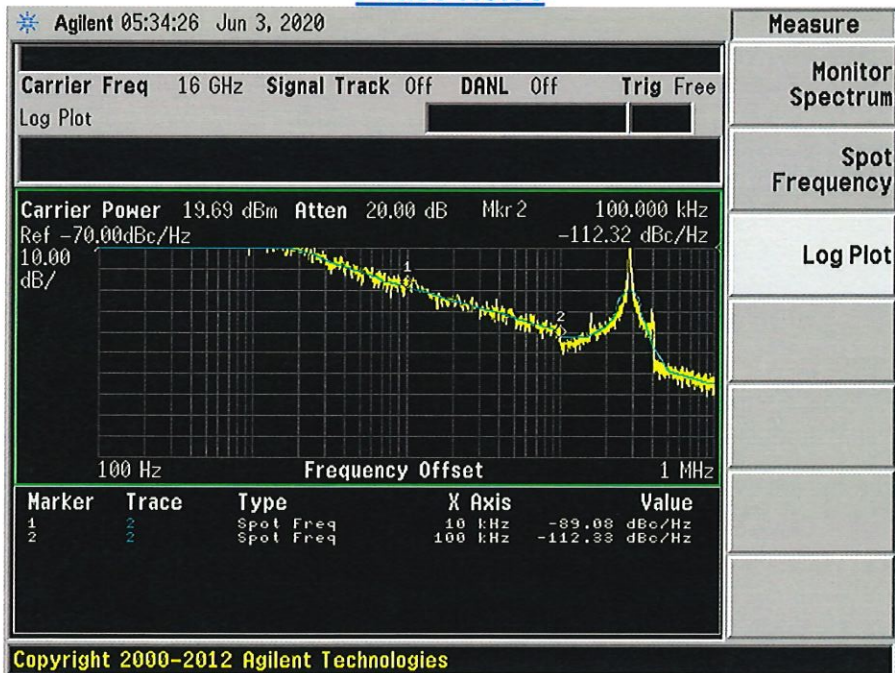 Agilent 05:34:26 Jun 3, 2020
Measure
Monitor Spectrum
Carrier Freq 16 GHz Signal Track Off DANL Off Trig Free
Log Plot
Spot Frequency
Carrier Power 19.69 dBm Atten 20.00 dB Mkr2 100.000 kHz
Ref -70.00dBc/Hz -112.32 dBc/Hz
10.00
dB/
Log Plot
1
2
100 Hz Frequency Offset 1 MHz
Marker Trace Type X Axis Value
1 2 Spot Freq 10 kHz -89.08 dBc/Hz
2 2 Spot Freq 100 kHz -112.33 dBc/Hz
Copyright 2000-2012 Agilent Technologies